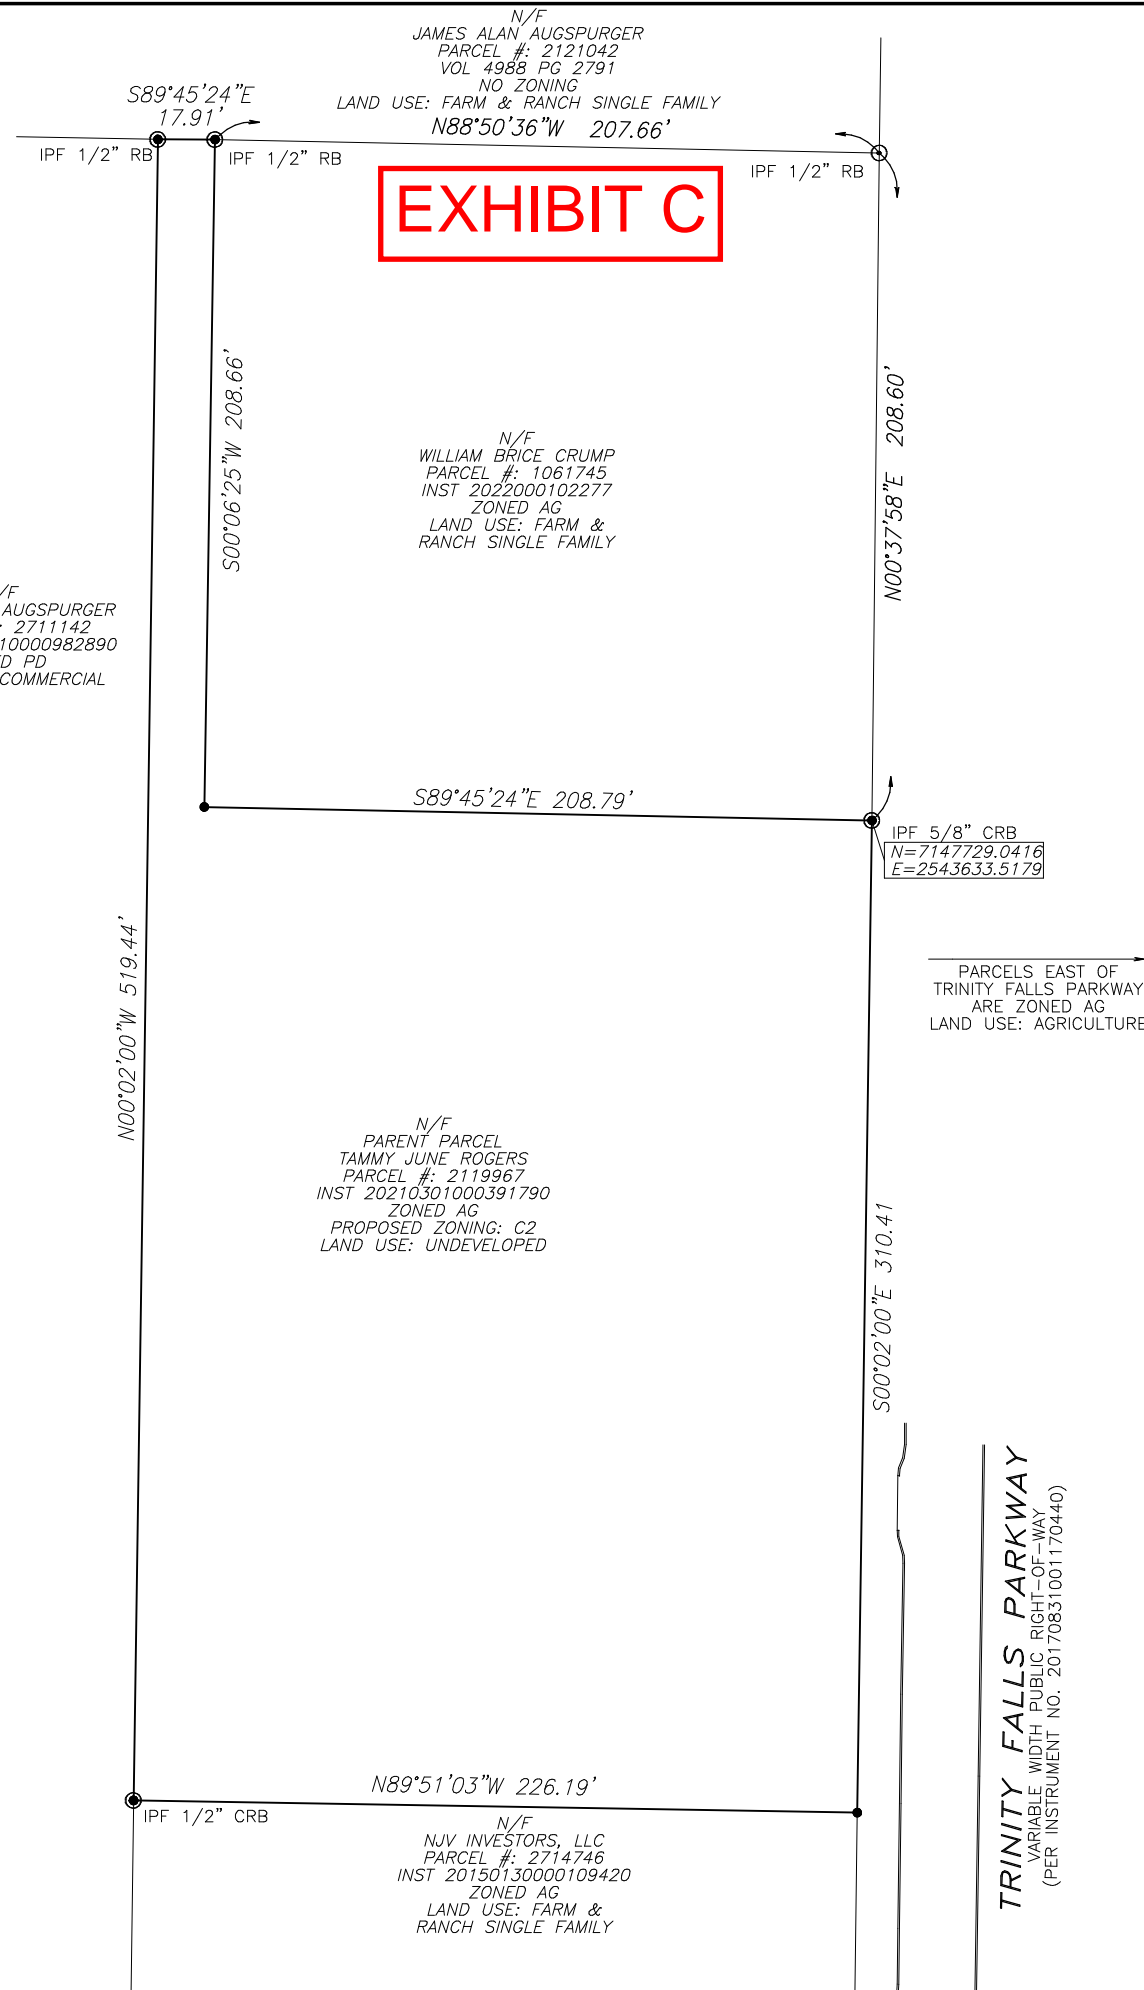 N/F
JAMES ALAN AUGSPURGER
PARCEL #: 2121042
VOL 4988 PG 2791
NO ZONING
LAND USE: FARM & RANCH SINGLE FAMILY
S89°45'24"E
17.91'
N88°50'36"W 207.66'
IPF 1/2" RB
IPF 1/2" RB
IPF 1/2" RB
EXHIBIT C
S00°06'25"W 208.66'
N00°37'58"E 208.60'
N/F
WILLIAM BRICE CRUMP
PARCEL #: 1061745
INST 2022000102277
ZONED AG
LAND USE: FARM &
RANCH SINGLE FAMILY
/F
AUGSPURGER
: 2711142
10000982890
D PD
COMMERCIAL
S89°45'24"E 208.79'
IPF 5/8" CRB
N=7147729.0416
E=2543633.5179
N00°02'00"W 519.44'
PARCELS EAST OF
TRINITY FALLS PARKWAY
ARE ZONED AG
LAND USE: AGRICULTURE
N/F
PARENT PARCEL
TAMMY JUNE ROGERS
PARCEL #: 2119967
INST 20210301000391790
ZONED AG
PROPOSED ZONING: C2
LAND USE: UNDEVELOPED
S00°02'00"E 310.41
TRINITY FALLS PARKWAY
VARIABLE WIDTH PUBLIC RIGHT-OF-WAY
(PER INSTRUMENT NO. 20170831001170440)
N89°51'03"W 226.19'
IPF 1/2" CRB
N/F
NJV INVESTORS, LLC
PARCEL #: 2714746
INST 20150130000109420
ZONED AG
LAND USE: FARM &
RANCH SINGLE FAMILY